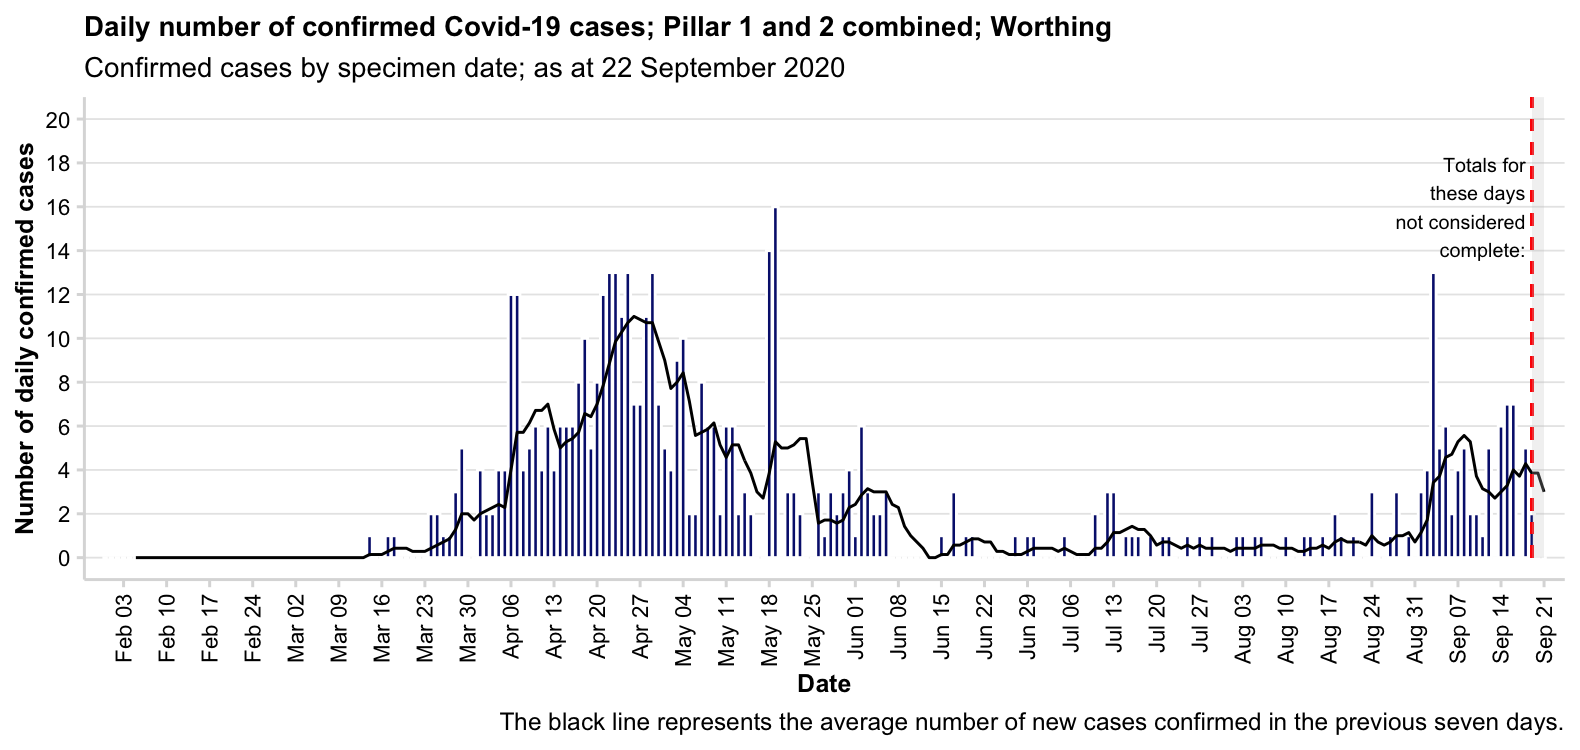 Daily number of confirmed Covid-19 cases; Pillar 1 and 2 combined; Worthing
Confirmed cases by specimen date; as at 22 September 2020
Number of daily confirmed cases
20
18
16
14
12
10
8
6
4
2
0
Totals for
these days
not considered
complete:
Feb 03
Feb 10
Feb 17
Feb 24
Mar 02
Mar 09
Mar 16
Mar 23
Mar 30
Apr 06
Apr 13
Apr 20
Apr 27
May 04
May 11
May 18
May 25
Jun 01
Jun 08
Jun 15
Jun 22
Jun 29
Jul 06
Jul 13
Jul 20
Jul 27
Aug 03
Aug 10
Aug 17
Aug 24
Aug 31
Sep 07
Sep 14
Sep 21
Date
The black line represents the average number of new cases confirmed in the previous seven days.